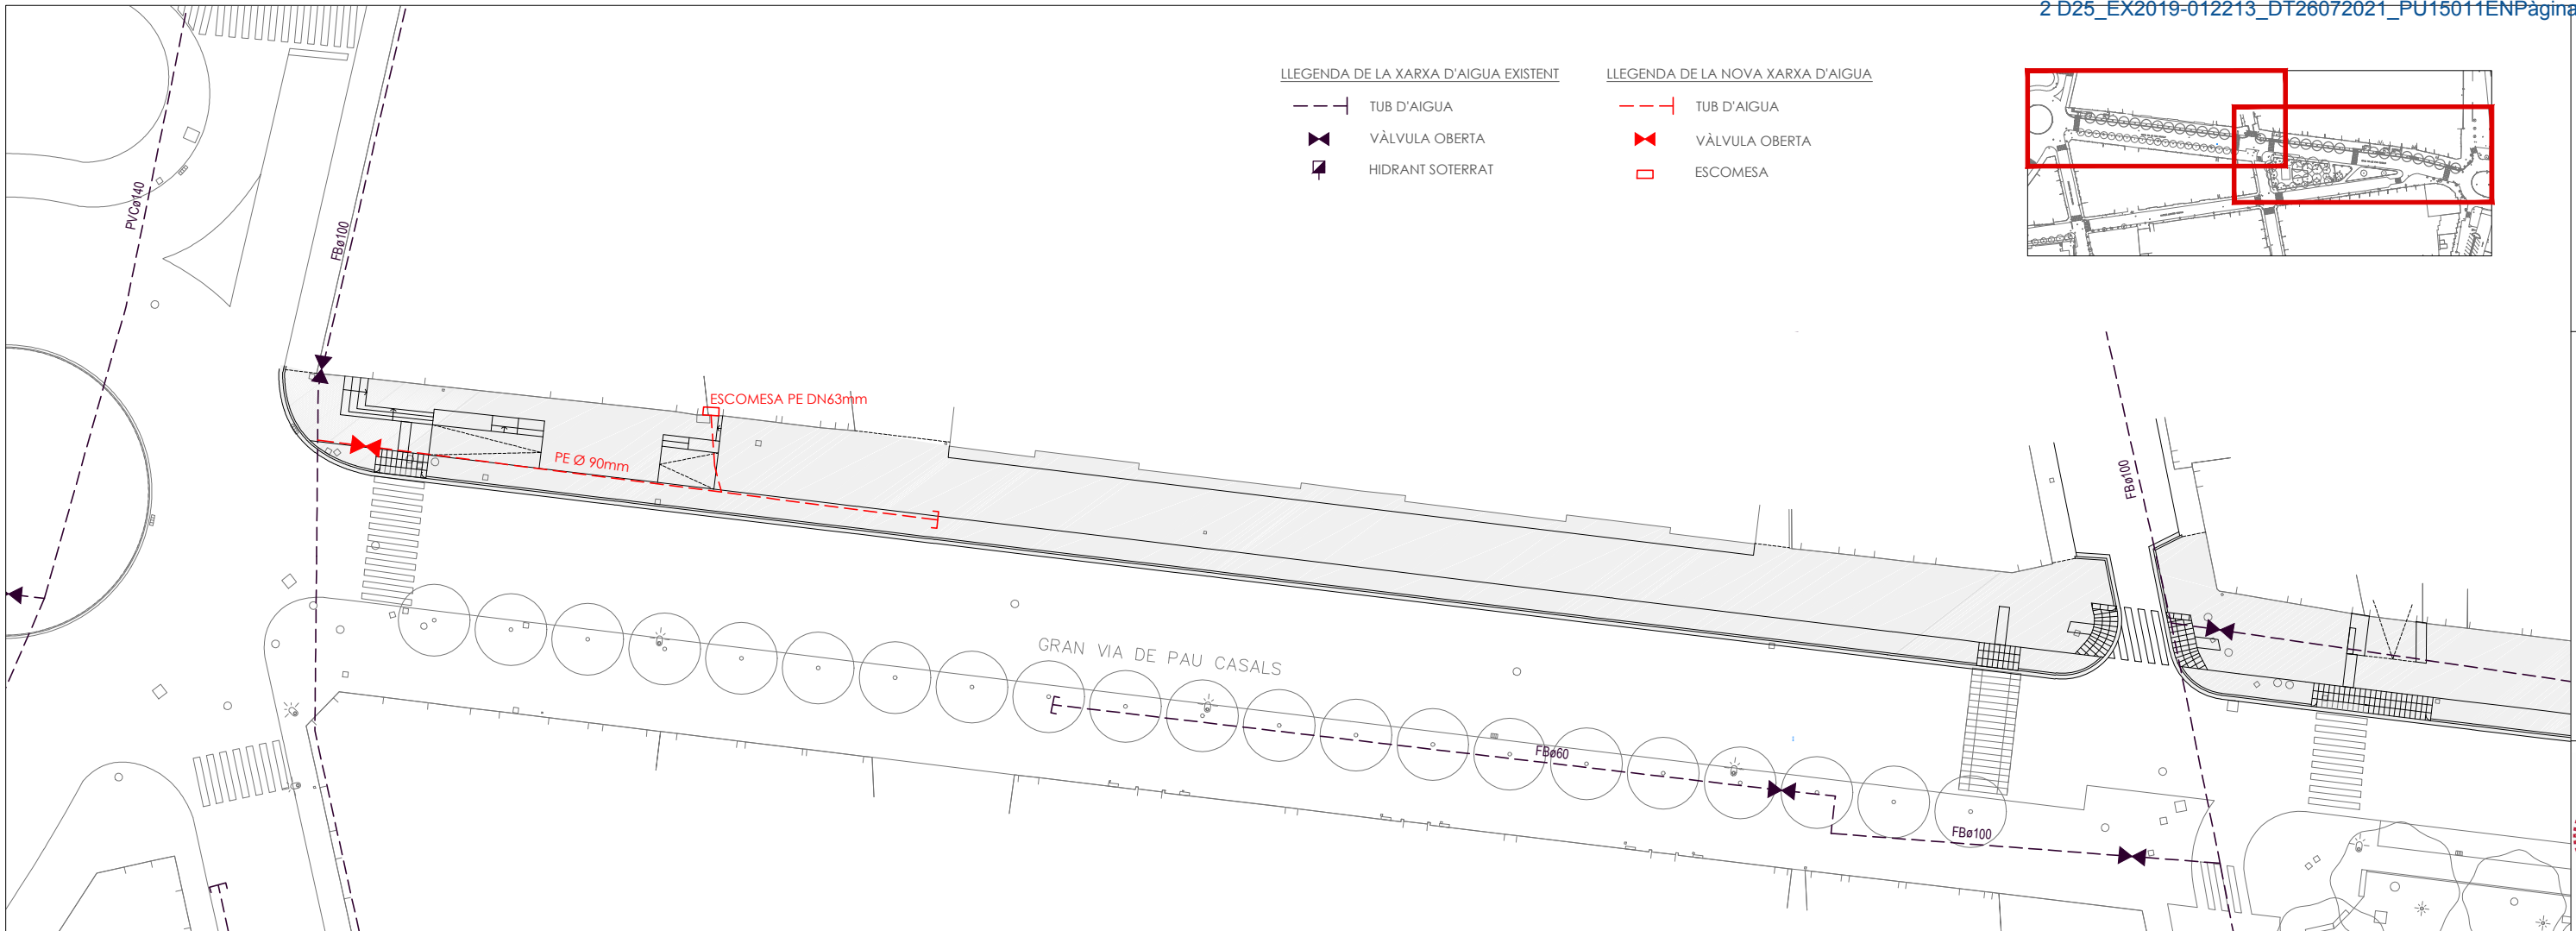 2 D25_EX2019-012213_DT26072021_PU15011ENPàgina
LLEGENDA DE LA XARXA D'AIGUA EXISTENT
TUB D'AIGUA
VÀLVULA OBERTA
HIDRANT SOTERRAT
LLEGENDA DE LA NOVA XARXA D'AIGUA
TUB D'AIGUA
VÀLVULA OBERTA
ESCOMESA
PVCø140
FBø100
ESCOMESA PE DN63mm
PE Ø 90mm
FBø100
GRAN VIA DE PAU CASALS
FBø60
FBø100